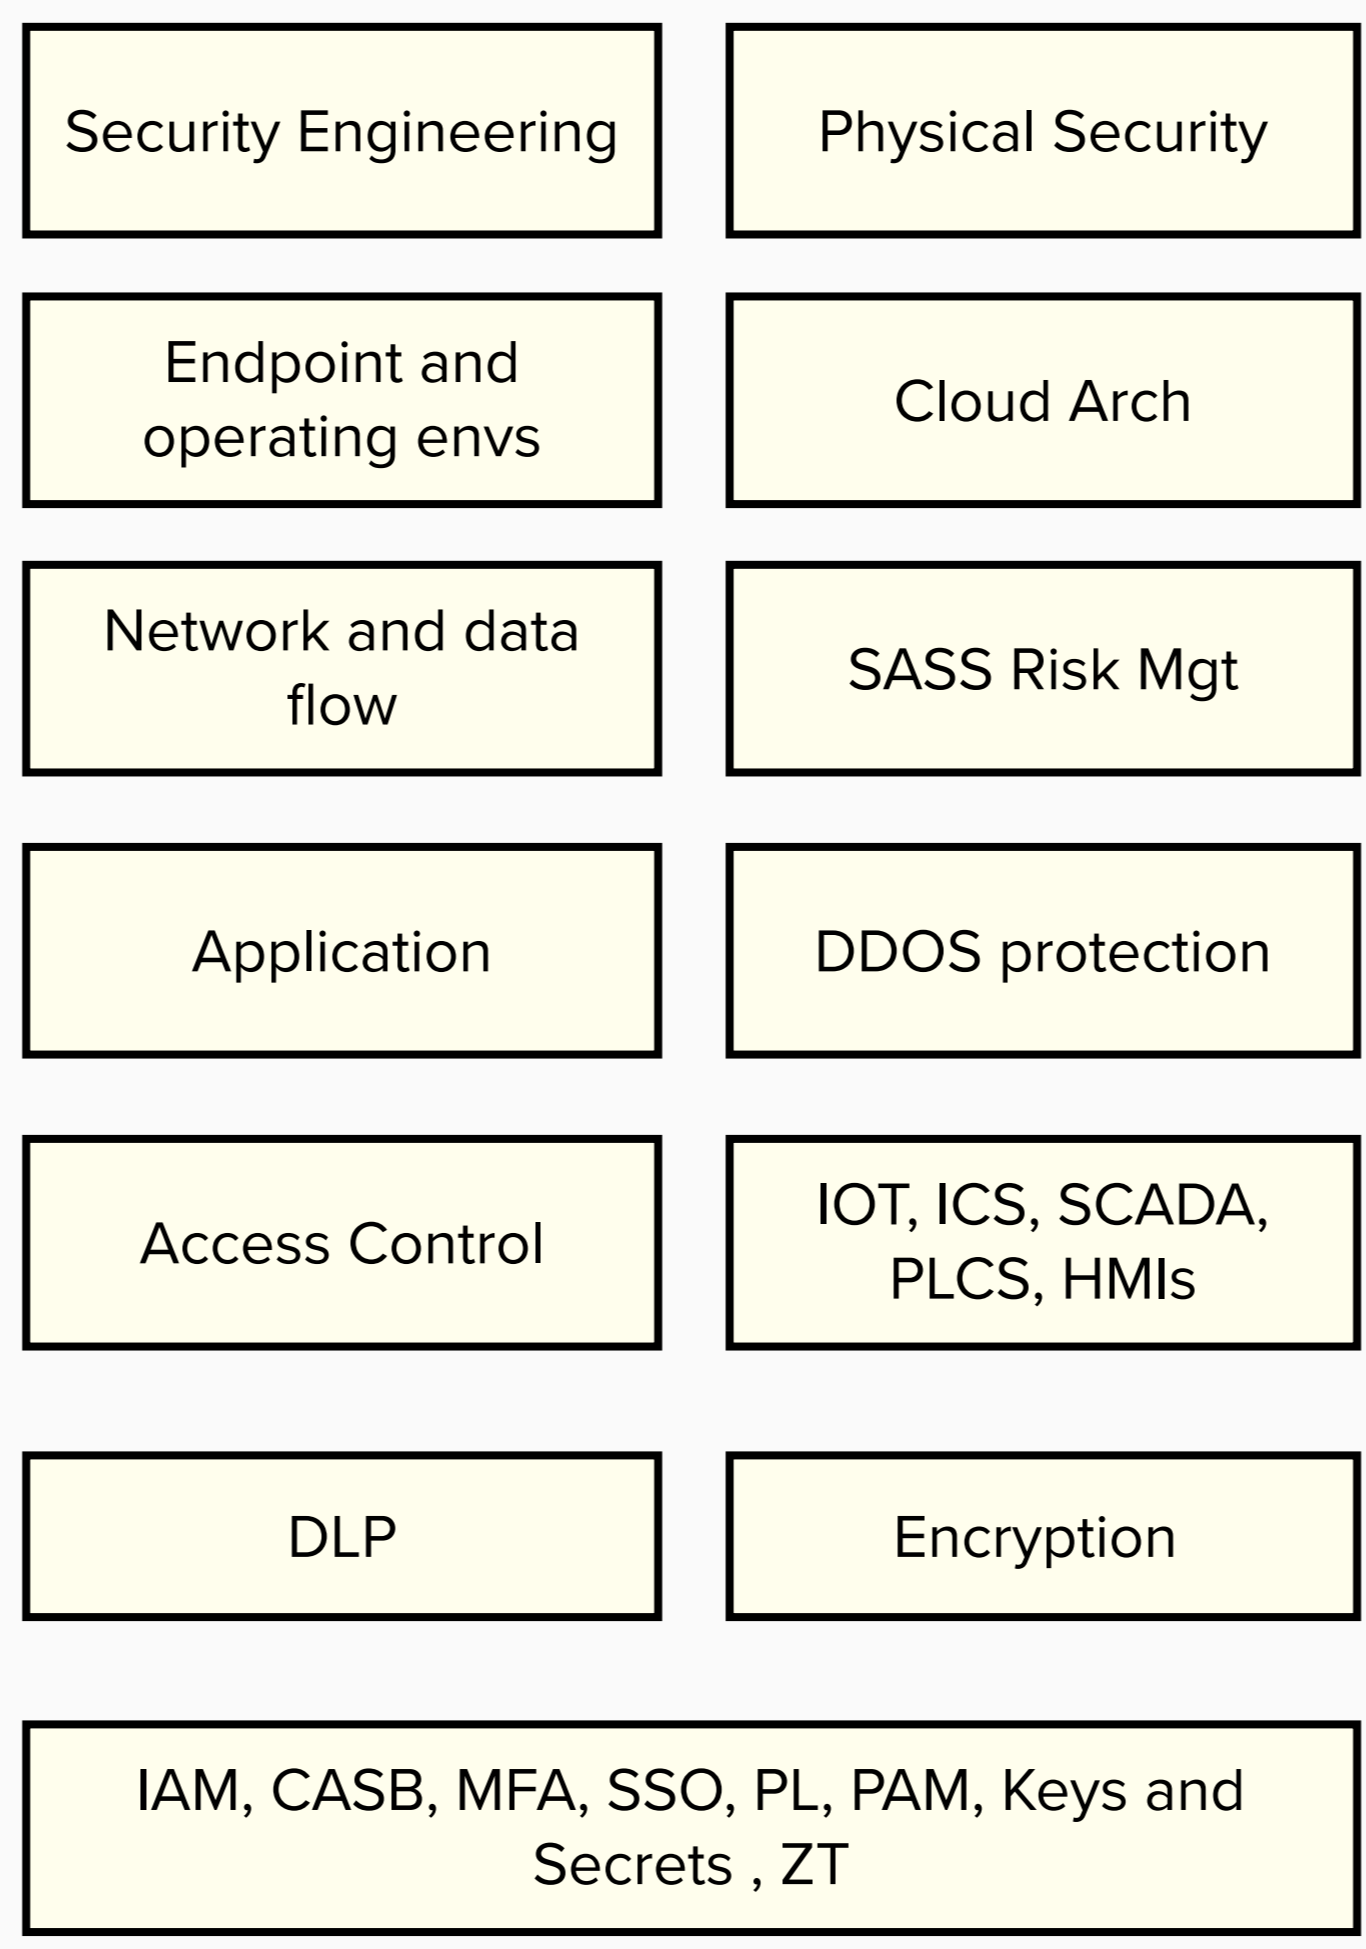 Security Engineering
Physical Security
Endpoint and
operating envs
Cloud Arch
Network and data
flow
SASS Risk Mgt
Application
DDOS protection
Access Control
IOT, ICS, SCADA,
PLCS, HMIs
DLP
Encryption
IAM, CASB, MFA, SSO, PL, PAM, Keys and
Secrets , ZT